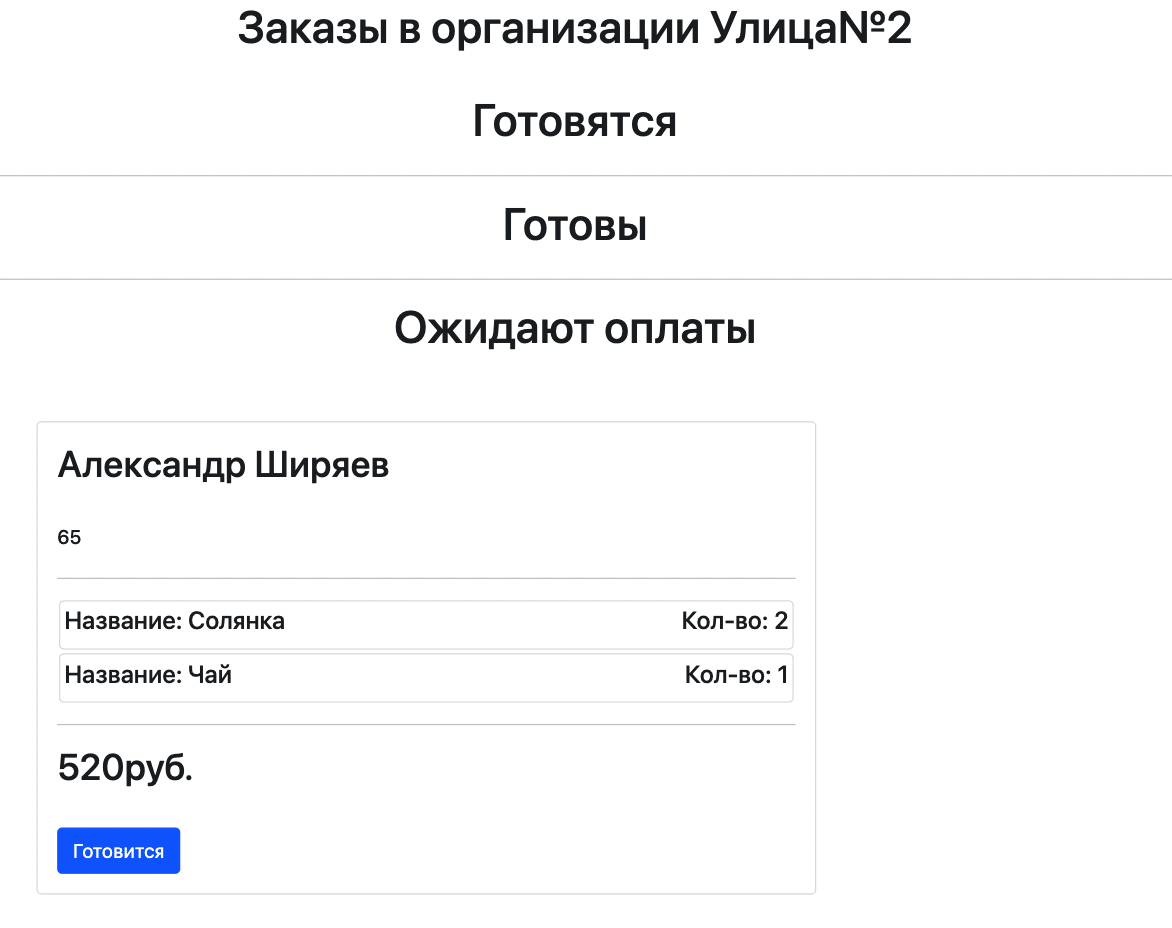 Заказы в организации Улица№2
Готовятся
Готовы
Ожидают оплаты
Александр Ширяев
65
Название: Солянка Кол-во: 2
Название: Чай Кол-во: 1
520руб.
Готовится